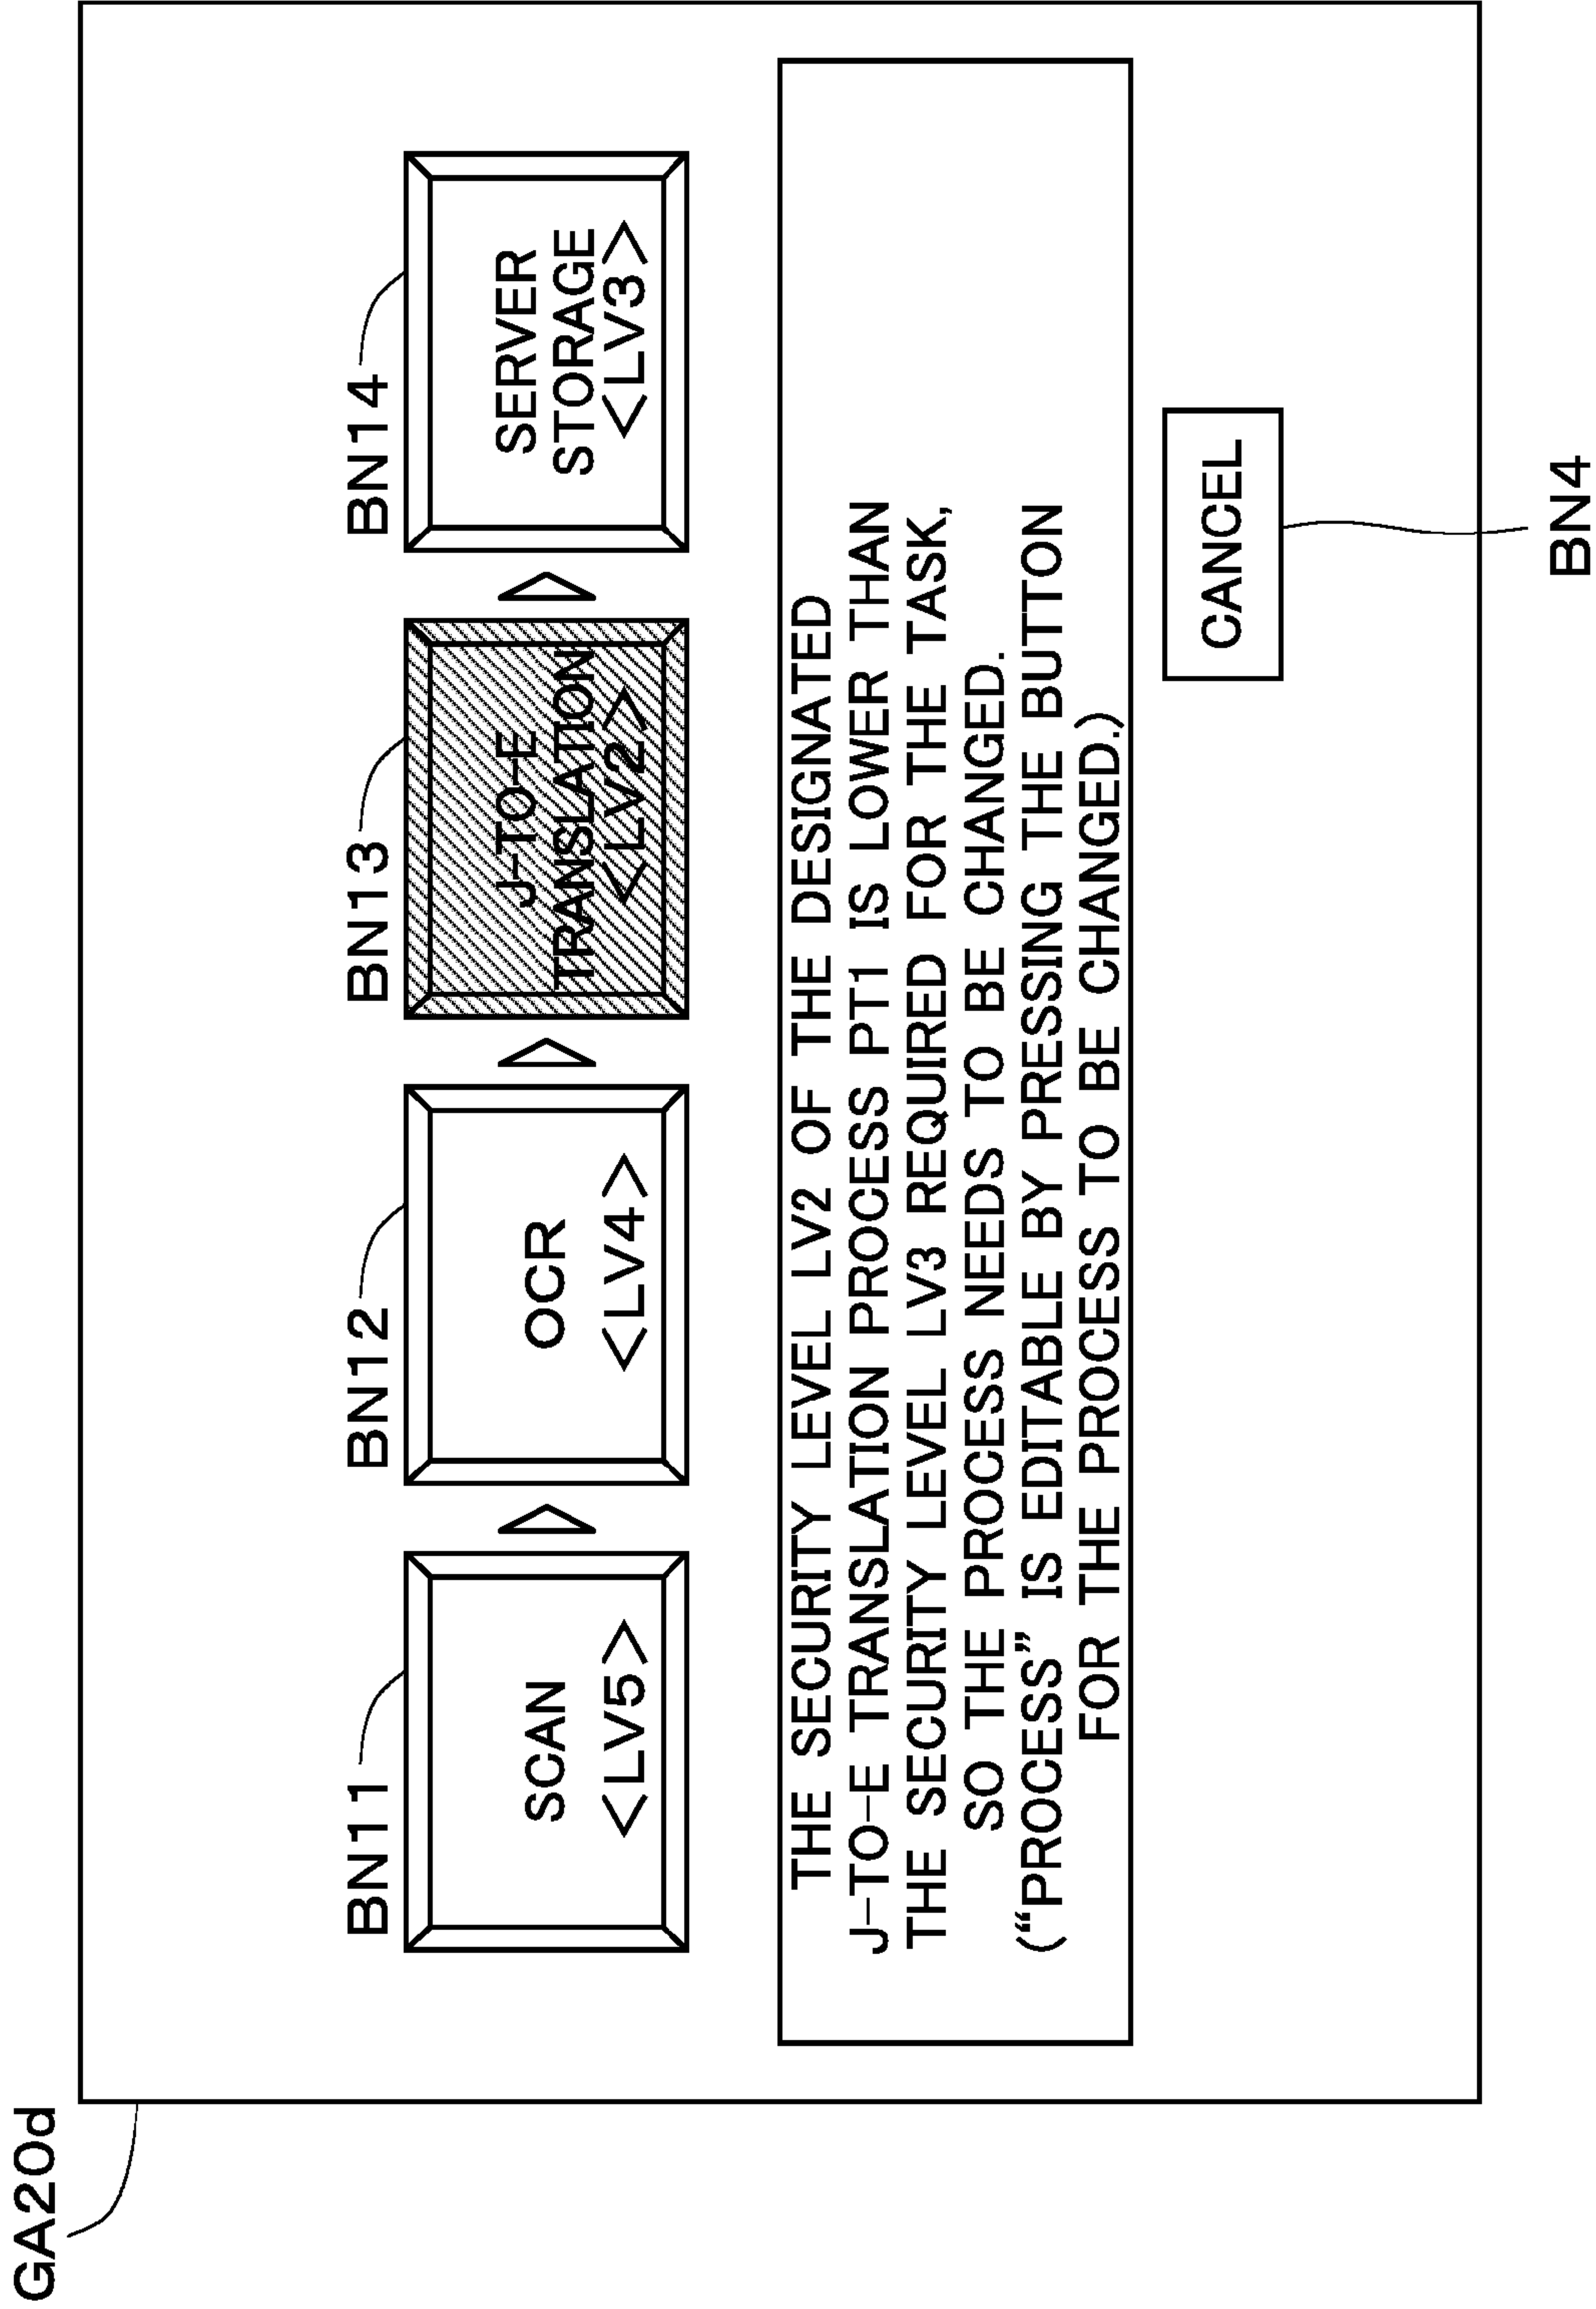 GA20d
BN11
BN12
BN13
BN14
SCAN
<LV5>
OCR
<LV4>
J-TO-E
TRANSLATION
<LV2>
SERVER
STORAGE
<LV3>
THE SECURITY LEVEL LV2 OF THE DESIGNATED
J-TO-E TRANSLATION PROCESS PT1 IS LOWER THAN
THE SECURITY LEVEL LV3 REQUIRED FOR THE TASK,
SO THE PROCESS NEEDS TO BE CHANGED.
(“PROCESS” IS EDITABLE BY PRESSING THE BUTTON
FOR THE PROCESS TO BE CHANGED.)
CANCEL
BN4